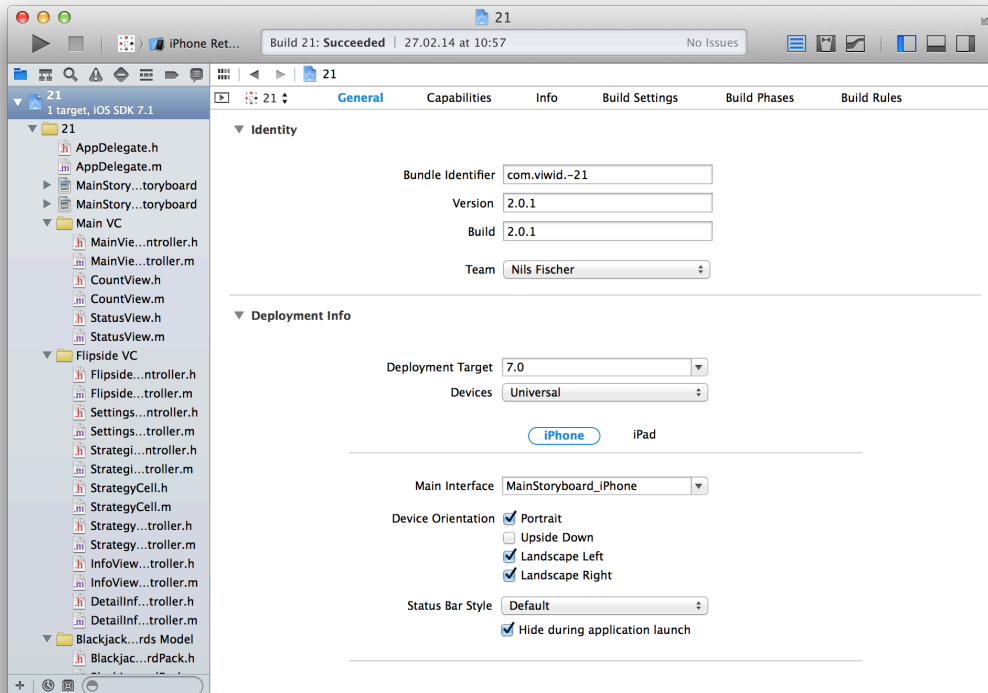 21
iPhone Ret...
Build 21: Succeeded | 27.02.14 at 10:57 No Issues
21
21
1 target, iOS SDK 7.1
21 General Capabilities Info Build Settings Build Phases Build Rules
21
AppDelegate.h
AppDelegate.m
MainStory...toryboard
MainStory...toryboard
Main VC
MainVie...ntroller.h
MainVie...troller.m
CountView.h
CountView.m
StatusView.h
StatusView.m
Flipside VC
Flipside...ntroller.h
Flipside...troller.m
Settings...ntroller.h
Settings...troller.m
Strategi...ntroller.h
Strategi...troller.m
StrategyCell.h
StrategyCell.m
Strategy...troller.h
Strategy...troller.m
InfoView...troller.h
InfoView...troller.m
DetailInf...troller.h
DetailInf...troller.m
Blackjack...rds Model
Blackjac...rdPack.h
Identity
Bundle Identifier com.viwid.-21
Version 2.0.1
Build 2.0.1
Team Nils Fischer
Deployment Info
Deployment Target 7.0
Devices Universal
iPhone iPad
Main Interface MainStoryboard_iPhone
Device Orientation Portrait
Upside Down
Landscape Left
Landscape Right
Status Bar Style Default
Hide during application launch